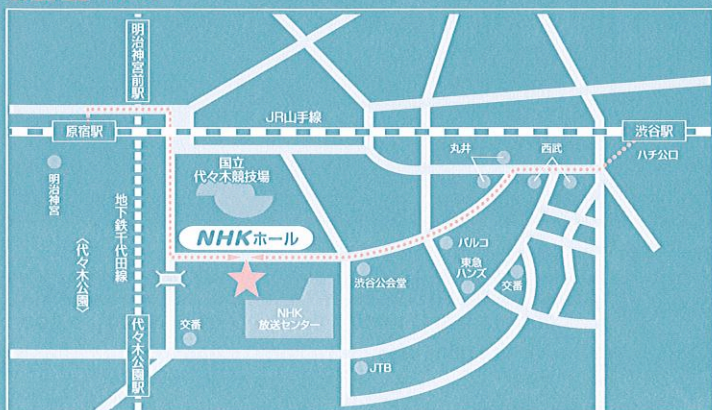 明治神宮前駅
原宿駅
JR山手線
渋谷駅
ハチ公口
丸井
西武
国立
代々木競技場
明治神宮
地下鉄千代田線
〈代々木公園〉
NHKホール
パルコ
東急
ハンズ
交番
渋谷公会堂
NHK
放送センター
交番
代々木公園駅
JTB